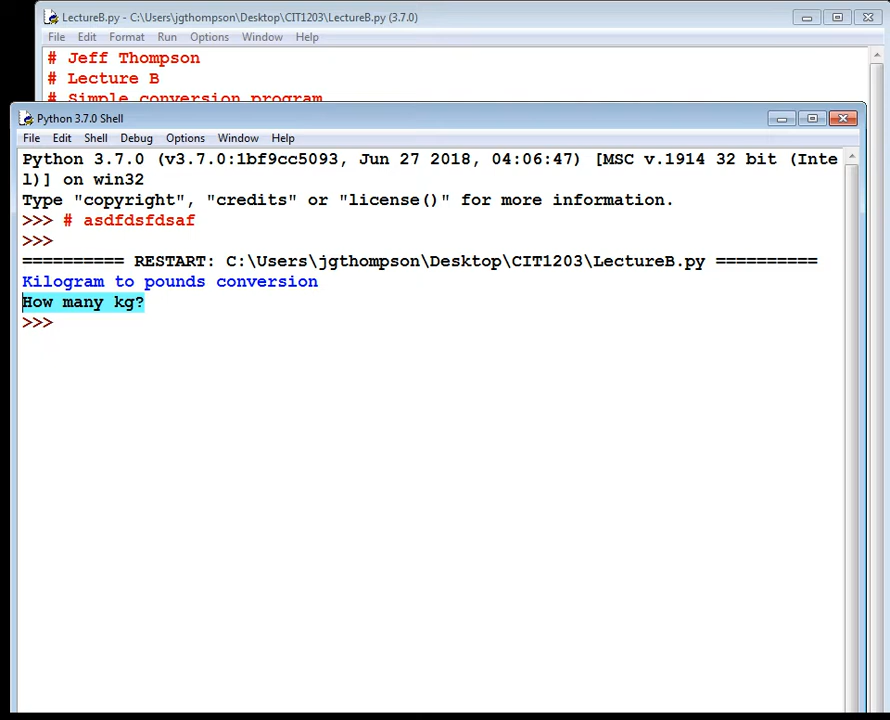 LectureB.py - C:\Users\jgthompson\Desktop\CIT1203\LectureB.py (3.7.0)
File Edit Format Run Options Window Help
# Jeff Thompson
# Lecture B
# Simple conversion program
Python 3.7.0 Shell
File Edit Shell Debug Options Window Help
Python 3.7.0 (v3.7.0:1bf9cc5093, Jun 27 2018, 04:06:47) [MSC v.1914 32 bit (Inte
l)] on win32
Type "copyright", "credits" or "license()" for more information.
>>> # asdfdsfdsaf
>>>
========== RESTART: C:\Users\jgthompson\Desktop\CIT1203\LectureB.py ==========
Kilogram to pounds conversion
How many kg?
>>>